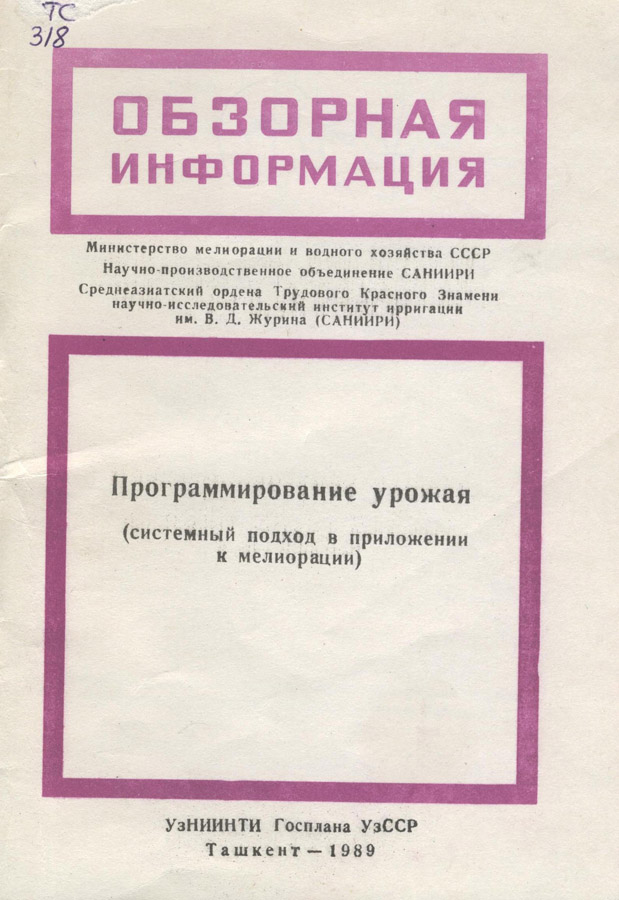 ТС
318
ОБЗОРНАЯ
ИНФОРМАЦИЯ
Министерство мелиорации и водного хозяйства СССР
Научно-производственное объединение САНИИРИ
Среднеазиатский ордена Трудового Красного Знамени
научно-исследовательский институт ирригации
им. В. Д. Журина (САНИИРИ)
Программирование урожая
(системный подход в приложении
к мелиорации)
УзНИИНТИ Госплана УзССР
Ташкент — 1989